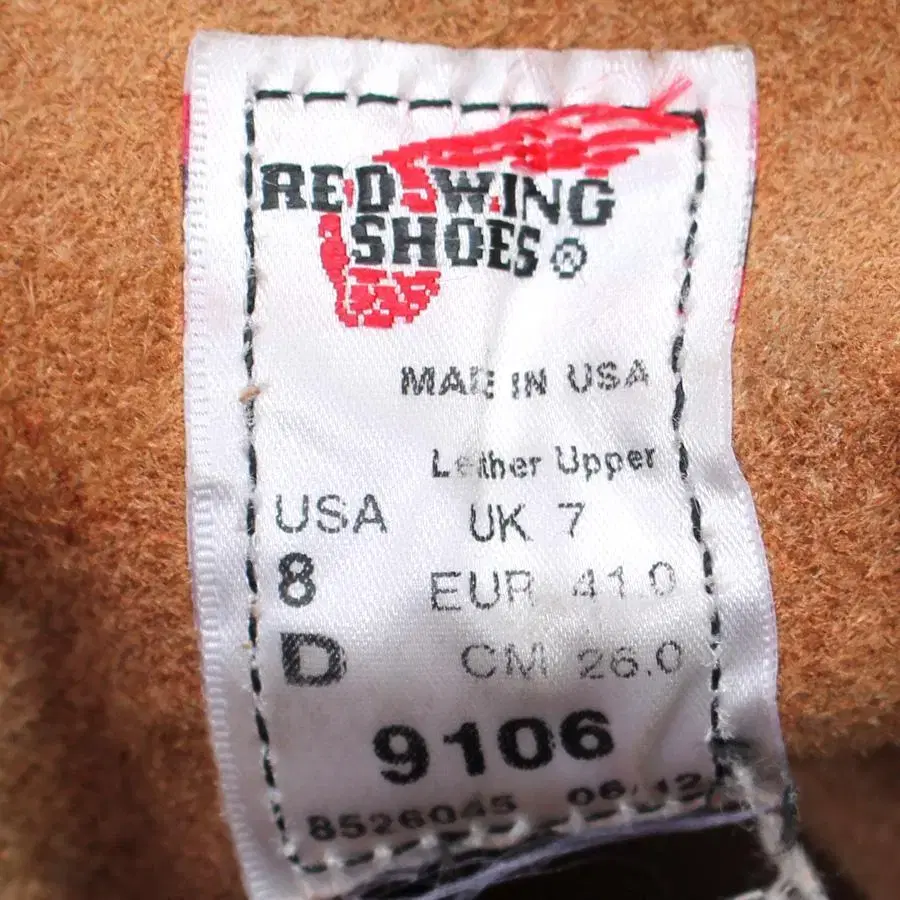 RED WING
SHOES®
MADE IN USA
Leather Upper
USA UK 7
8 EUR 41.0
D CM 26.0
9106
8526045 06/12